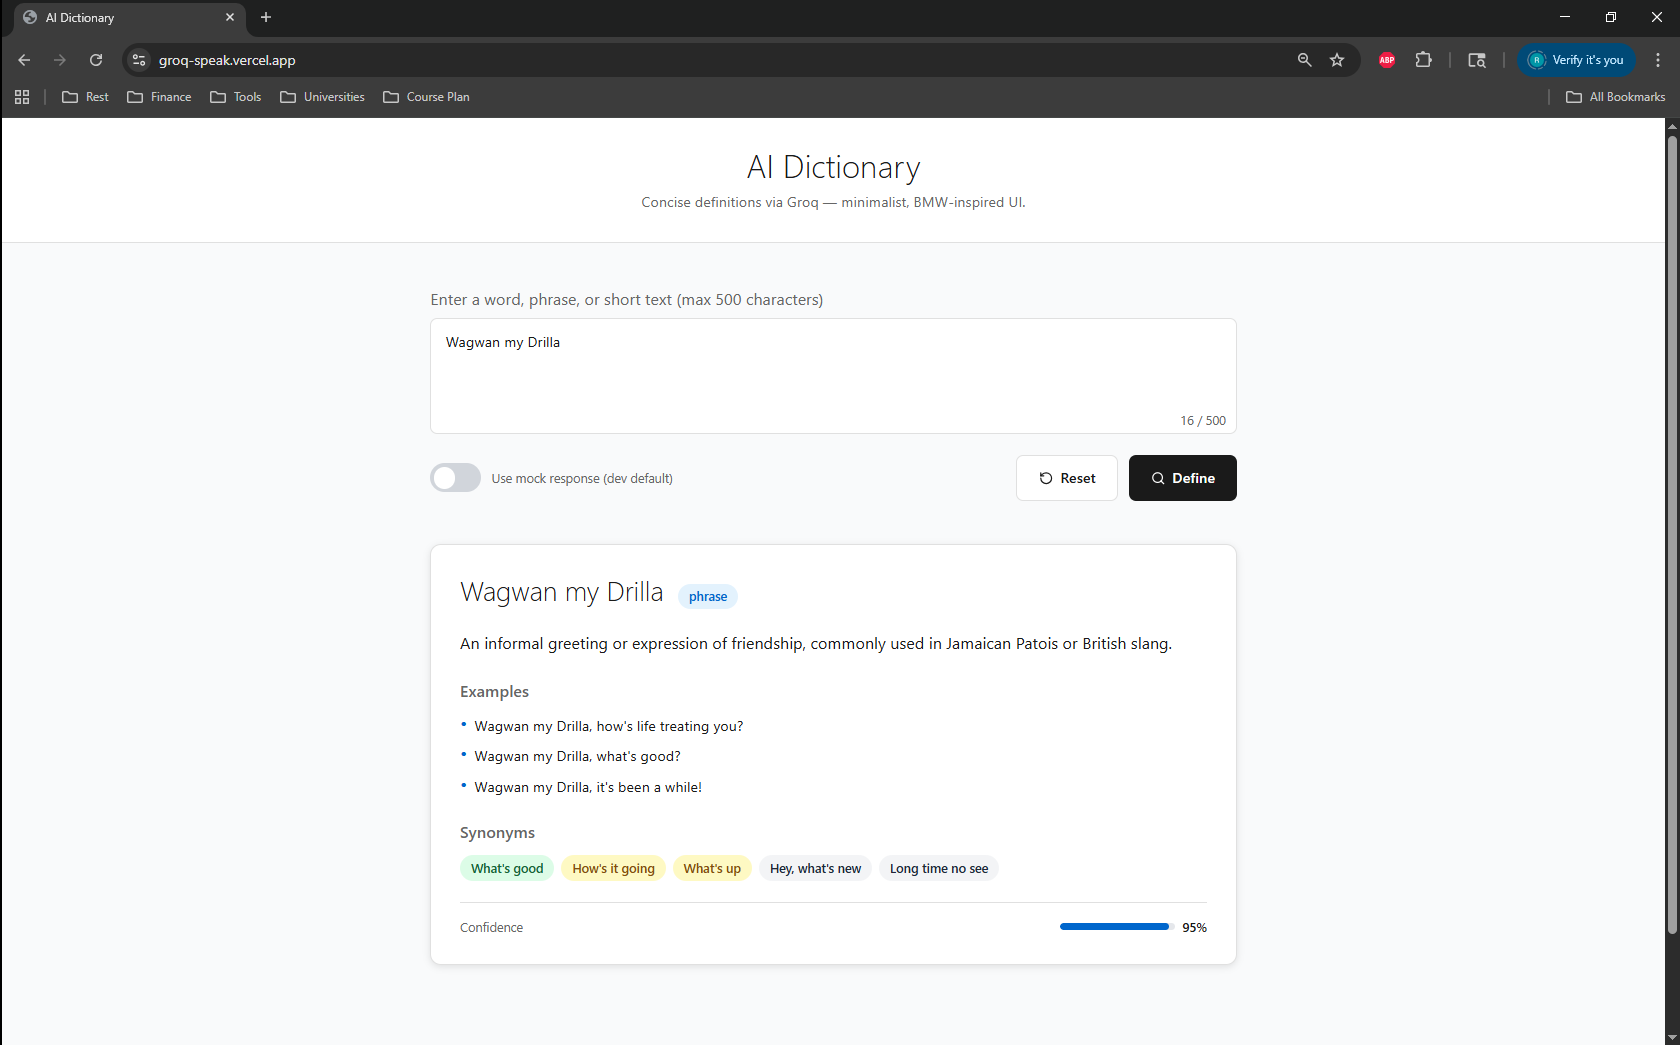 AI Dictionary
groq-speak.vercel.app
ABP
R
Verify it's you
Rest
Finance
Tools
Universities
Course Plan
All Bookmarks
AI Dictionary
Concise definitions via Groq — minimalist, BMW-inspired UI.
Enter a word, phrase, or short text (max 500 characters)
Wagwan my Drilla
16 / 500
Use mock response (dev default)
Reset
Define
Wagwan my Drilla
phrase
An informal greeting or expression of friendship, commonly used in Jamaican Patois or British slang.
Examples
• Wagwan my Drilla, how's life treating you?
• Wagwan my Drilla, what's good?
• Wagwan my Drilla, it's been a while!
Synonyms
What's good
How's it going
What's up
Hey, what's new
Long time no see
Confidence
95%